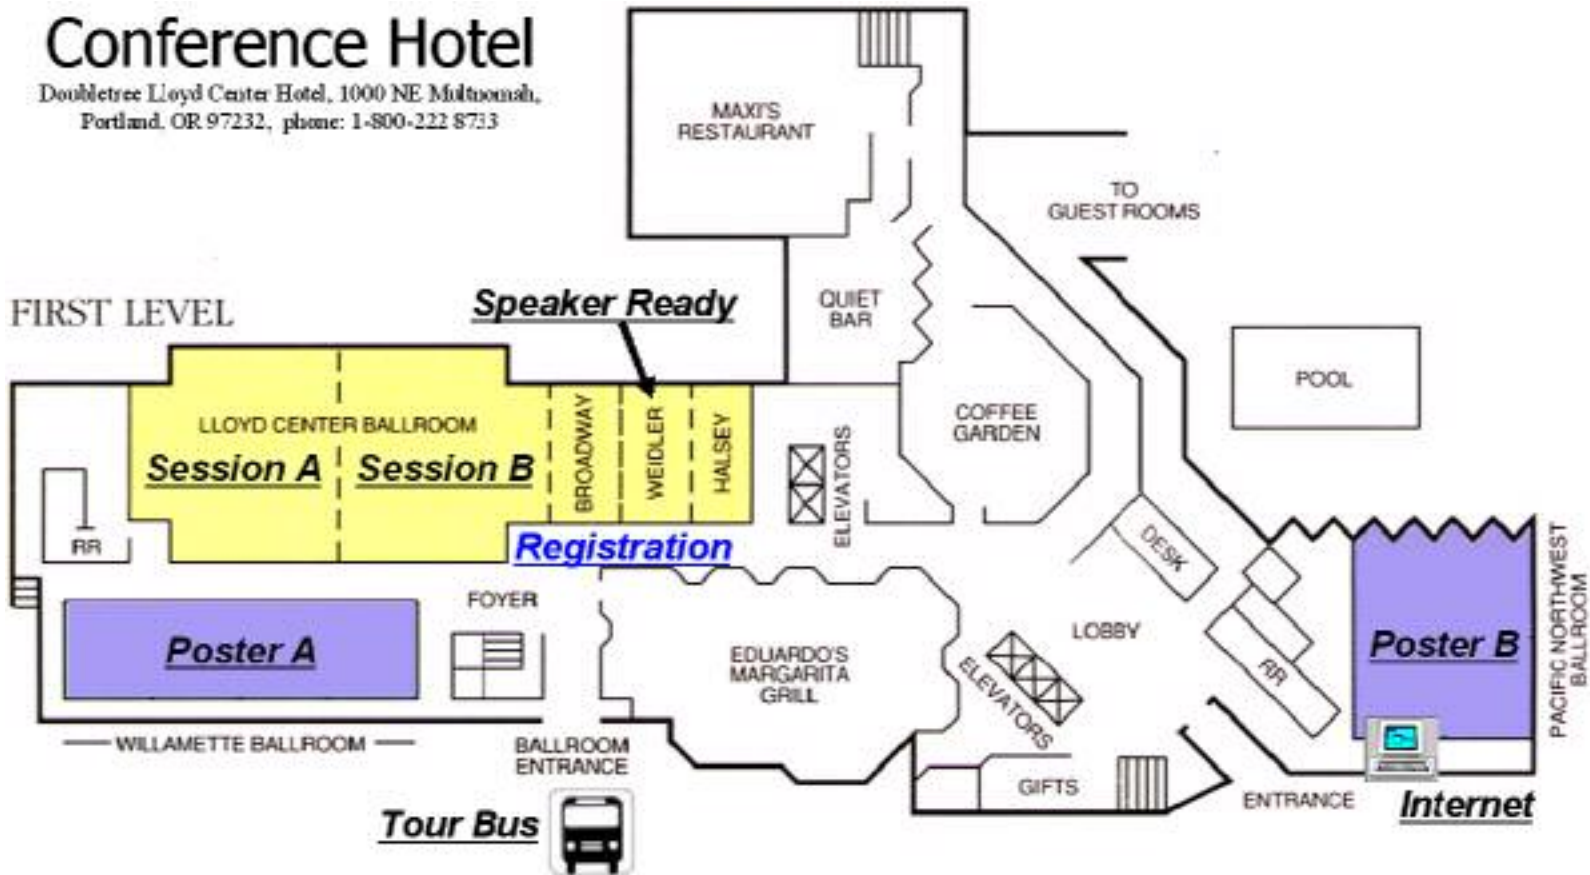 Conference Hotel
Doubletree Lloyd Center Hotel, 1000 NE Multnomah,
Portland, OR 97232, phone: 1-800-222 8733
MAXI'S
RESTAURANT
TO
GUEST ROOMS
FIRST LEVEL
Speaker Ready
QUIET
BAR
POOL
LLOYD CENTER BALLROOM
Session A
Session B
BROADWAY
WEIDLER
HALSEY
ELEVATORS
COFFEE
GARDEN
RR
Registration
DESK
FOYER
LOBBY
Poster A
EDUARDO'S
MARGARITA
GRILL
ELEVATORS
RR
Poster B
PACIFIC NORTHWEST
BALLROOM
WILLAMETTE BALLROOM
BALLROOM
ENTRANCE
GIFTS
ENTRANCE
Internet
Tour Bus